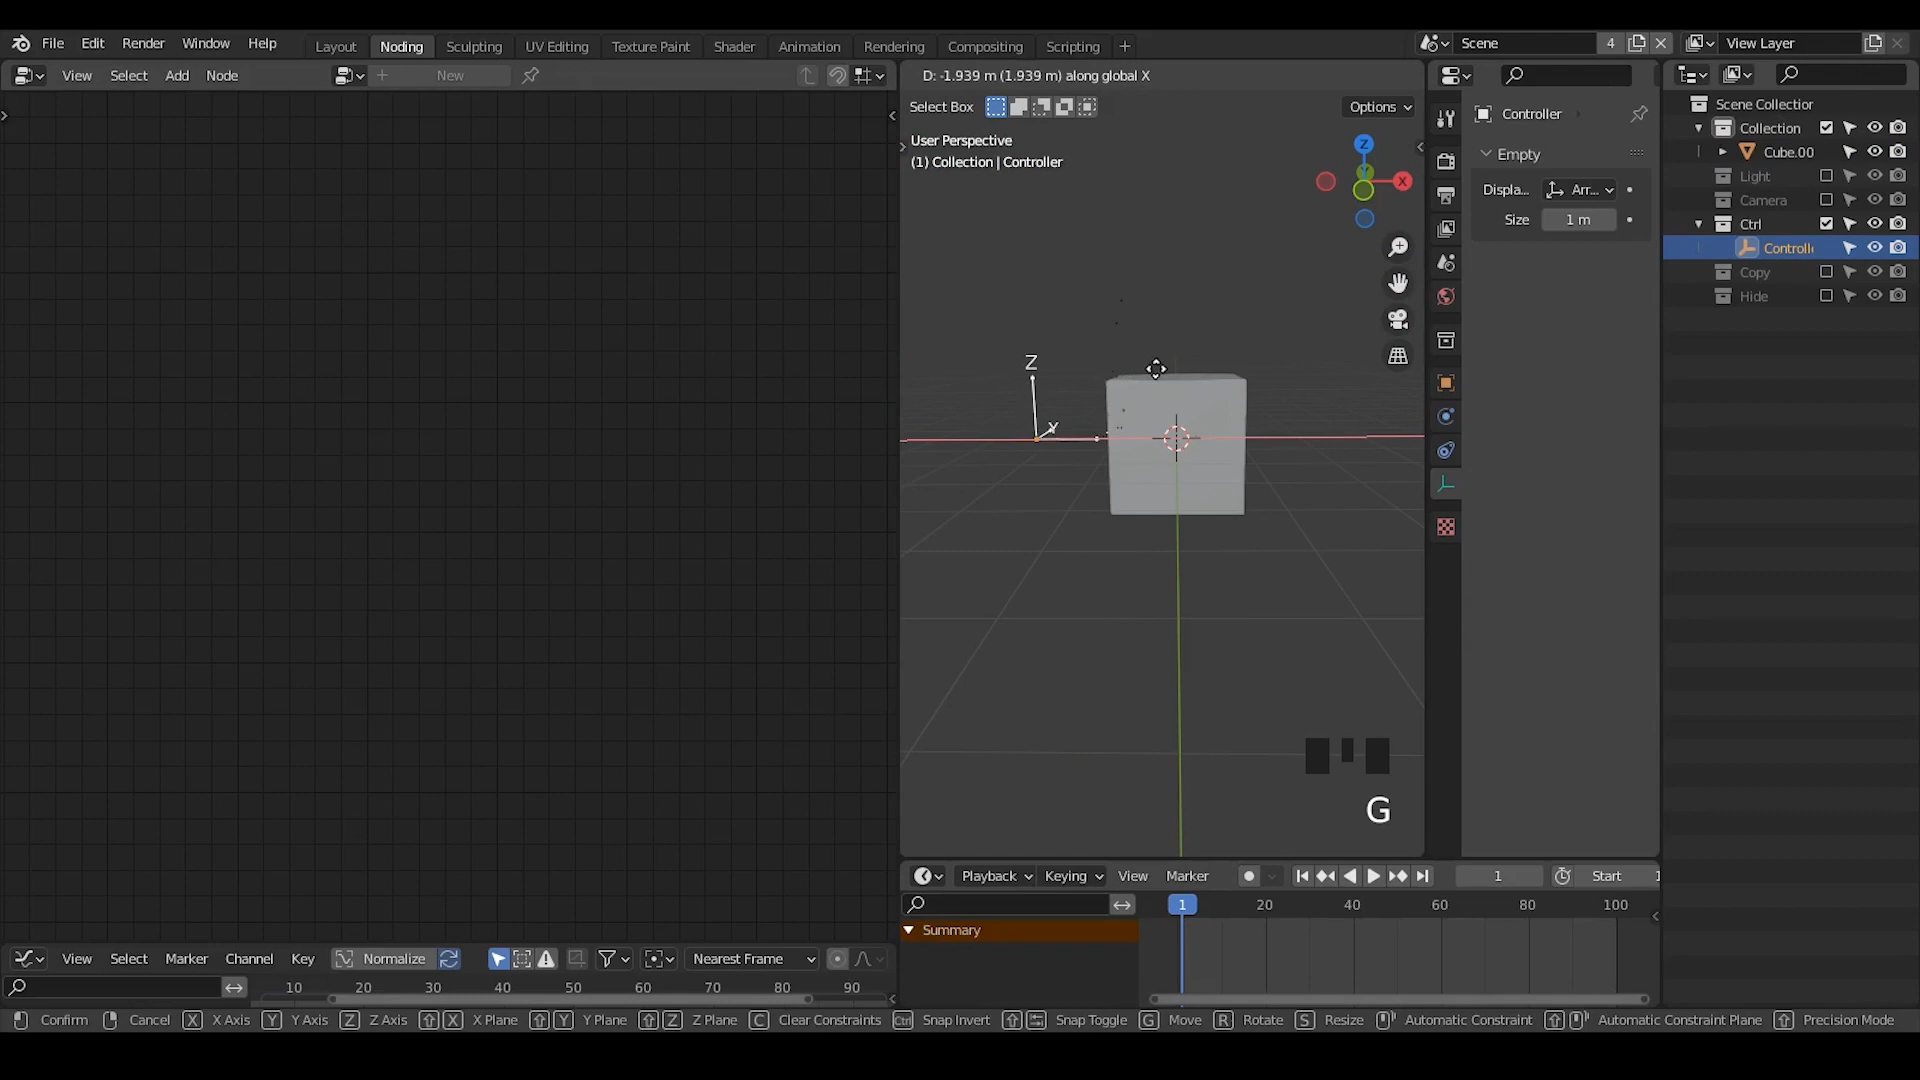 File Edit Render Window Help Layout Noding Sculpting UV Editing Texture Paint Shader Animation Rendering Compositing Scripting + Scene 4 View Layer
View Select Add Node + New D: -1.939 m (1.939 m) along global X
Select Box Options
User Perspective
(1) Collection | Controller
Z
X
Z
Y
G
Controller
Empty
Displa... Arr...
Size 1 m
Scene Collection
Collection
Cube.00
Light
Camera
Ctrl
Controlle
Copy
Hide
Playback Keying View Marker 1 Start 1
1 20 40 60 80 100
Summary
View Select Marker Channel Key Normalize Nearest Frame
10 20 30 40 50 60 70 80 90
Confirm Cancel X X Axis Y Y Axis Z Z Axis X X Plane Y Y Plane Z Z Plane C Clear Constraints Ctrl Snap Invert Snap Toggle G Move R Rotate S Resize Automatic Constraint Automatic Constraint Plane Precision Mode